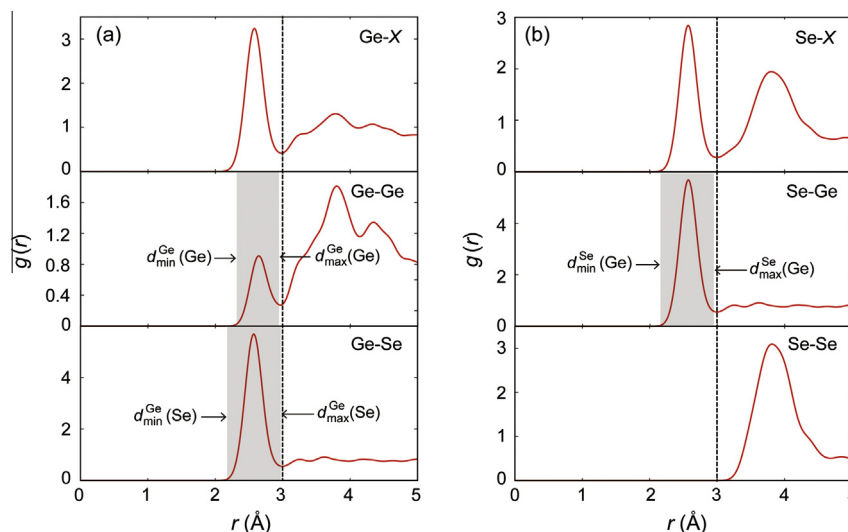 (a) Ge-X
3
2
1
0
Ge-Ge
1.6
1.2
0.8
0.4
0
d_min^Ge(Ge)
d_max^Ge(Ge)
g(r)
Ge-Se
4
2
0
d_min^Ge(Se)
d_max^Ge(Se)
0 1 2 3 4 5
r (Å)
(b) Se-X
3
2
1
0
Se-Ge
4
2
0
d_min^Se(Ge)
d_max^Se(Ge)
g(r)
Se-Se
3
2
1
0
0 1 2 3 4 5
r (Å)